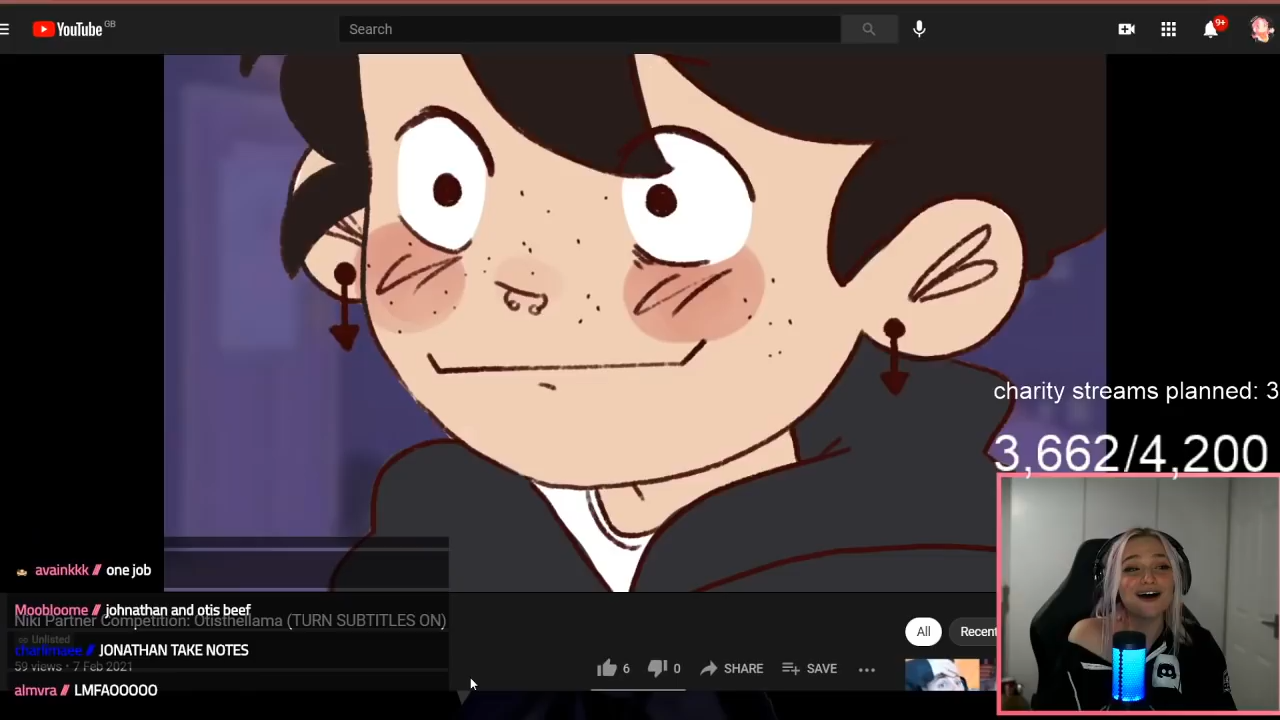 YouTube GB
Search
9+
charity streams planned: 3
3,662/4,200
avainkkk // one job
Moobloome // johnathan and otis beef
Niki Partner Competition: Otisthellama (TURN SUBTITLES ON)
Unlisted
charlimaee // JONATHAN TAKE NOTES
59 views • 7 Feb 2021
almvra // LMFAOOOOO
6
0
SHARE
SAVE
All
Recent